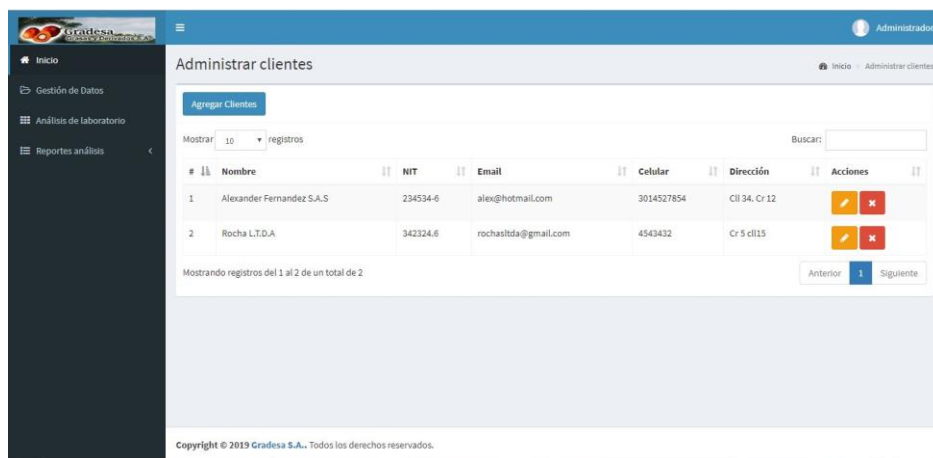 Gradesa
Grasas y Derivados S.A.
Administrador
Inicio
Gestión de Datos
Análisis de laboratorio
Reportes análisis
Administrar clientes
Inicio > Administrar clientes
Agregar Clientes
Mostrar 10 registros
Buscar:
# Nombre NIT Email Celular Dirección Acciones
1 Alexander Fernandez S.A.S 234534-6 alex@hotmail.com 3014527854 Cll 34. Cr 12
2 Rocha L.T.D.A 342324.6 rochasltda@gmail.com 4543432 Cr 5 cll15
Mostrando registros del 1 al 2 de un total de 2
Anterior 1 Siguiente
Copyright © 2019 Gradesa S.A.. Todos los derechos reservados.